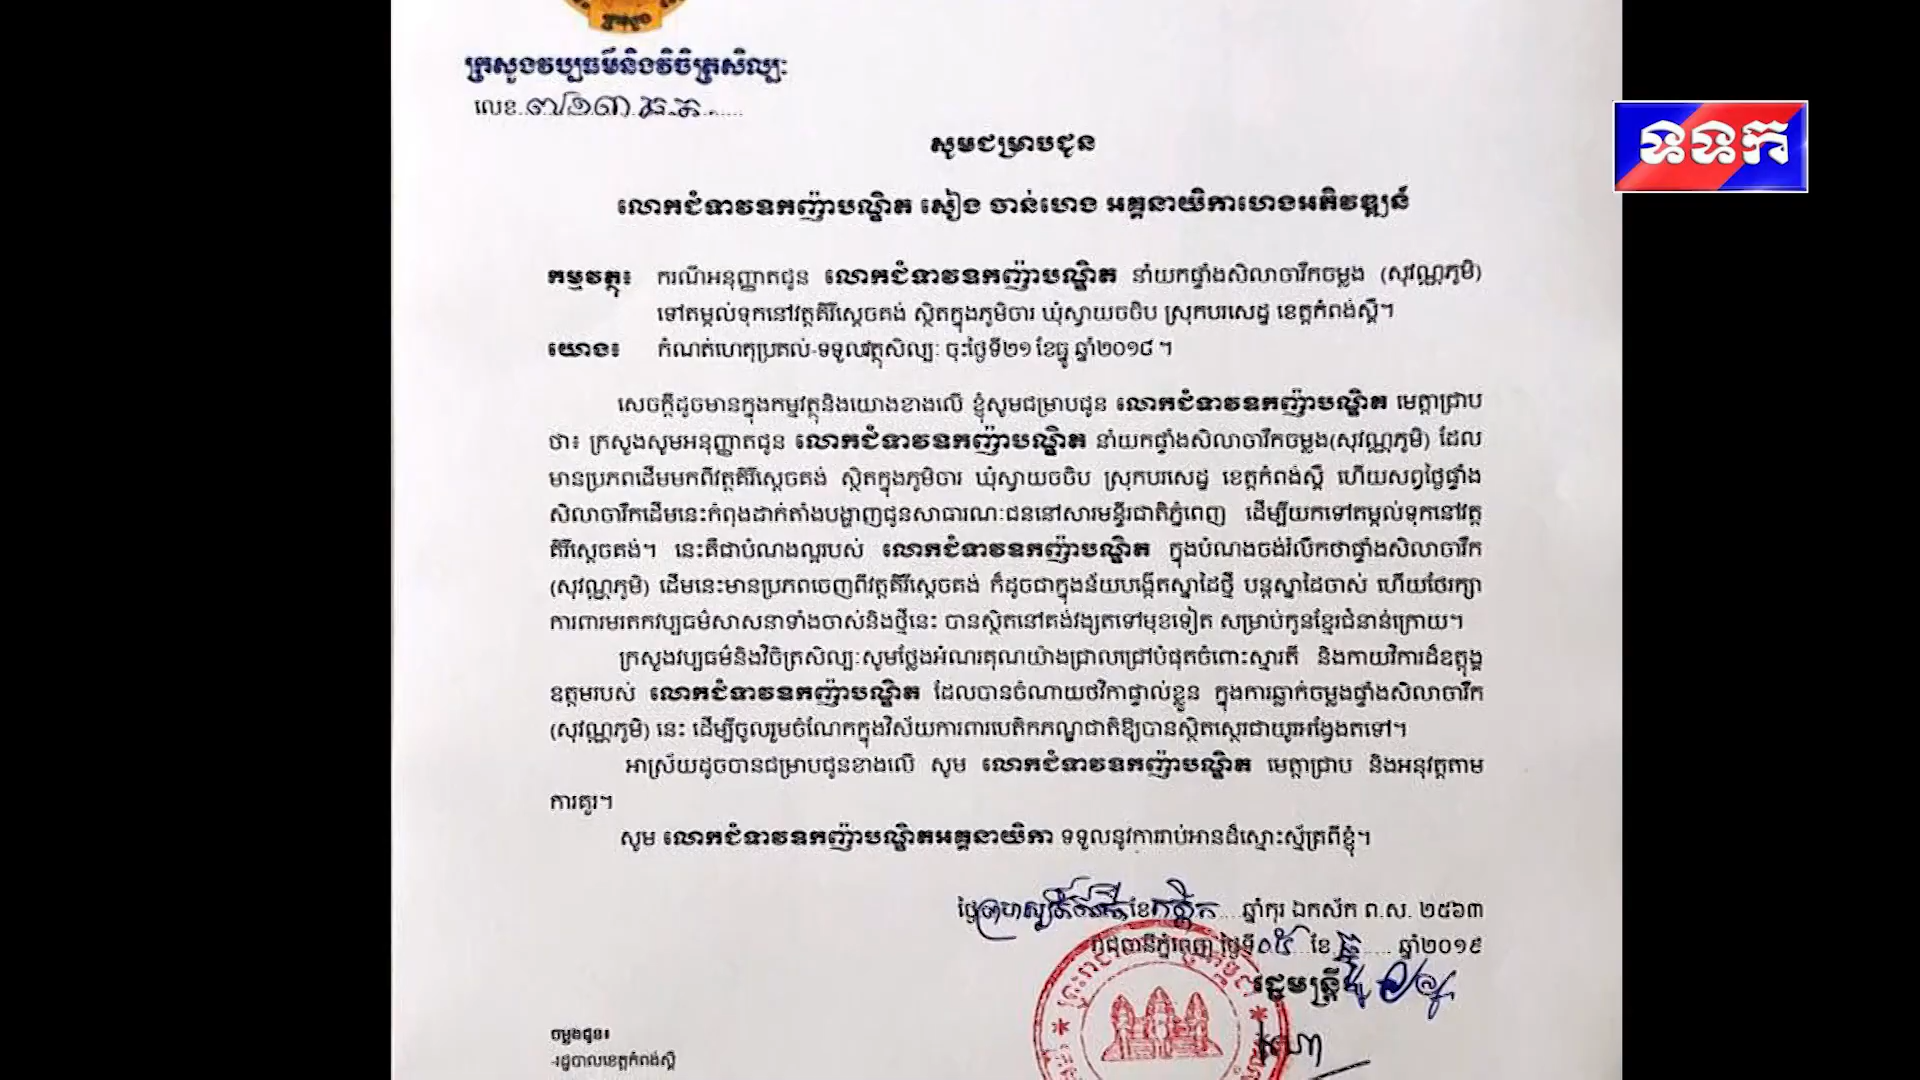 ក្រសួងវប្បធម៌និងវិចិត្រសិល្បៈ
លេខ
ទទក
សូមជម្រាបជូន
លោកជំទាវឧកញ៉ាបណ្ឌិត សៀង ចាន់ហេង អគ្គនាយិកាហេងអភិវឌ្ឍន៍
កម្មវត្ថុ៖ ករណីអនុញ្ញាតជូន លោកជំទាវឧកញ៉ាបណ្ឌិត នាំយកផ្ទាំងសិលាចារឹកចម្លង (សុវណ្ណភូមិ)
ទៅតម្កល់ទុកនៅវត្តគិរីស្តេចគង់ ស្ថិតក្នុងភូមិចារ ឃុំស្វាយចចិប ស្រុកបរសេដ្ឋ ខេត្តកំពង់ស្ពឺ។
យោង៖ កំណត់ហេតុប្រគល់-ទទួលវត្ថុសិល្បៈ ចុះថ្ងៃទី២១ ខែធ្នូ ឆ្នាំ២០១៨ ។
សេចក្តីដូចមានក្នុងកម្មវត្ថុនិងយោងខាងលើ ខ្ញុំសូមជម្រាបជូន លោកជំទាវឧកញ៉ាបណ្ឌិត មេត្តាជ្រាប
ថា៖ ក្រសួងសូមអនុញ្ញាតជូន លោកជំទាវឧកញ៉ាបណ្ឌិត នាំយកផ្ទាំងសិលាចារឹកចម្លង(សុវណ្ណភូមិ) ដែល
មានប្រភពដើមមកពីវត្តគិរីស្តេចគង់ ស្ថិតក្នុងភូមិចារ ឃុំស្វាយចចិប ស្រុកបរសេដ្ឋ ខេត្តកំពង់ស្ពឺ ហើយសព្វថ្ងៃផ្ទាំង
សិលាចារឹកដើមនេះកំពុងដាក់តាំងបង្ហាញជូនសាធារណៈជននៅសារមន្ទីរជាតិភ្នំពេញ ដើម្បីយកទៅតម្កល់ទុកនៅវត្ត
គិរីស្តេចគង់។ នេះគឺជាបំណងល្អរបស់ លោកជំទាវឧកញ៉ាបណ្ឌិត ក្នុងបំណងចង់រំលឹកថាផ្ទាំងសិលាចារឹក
(សុវណ្ណភូមិ) ដើមនេះមានប្រភពចេញពីវត្តគិរីស្តេចគង់ ក៏ដូចជាក្នុងន័យបង្កើតស្នាដៃថ្មី បន្តស្នាដៃចាស់ ហើយថែរក្សា
ការពារមរតកវប្បធម៌សាសនាទាំងចាស់និងថ្មីនេះ បានស្ថិតនៅគង់វង្សតទៅមុខទៀត សម្រាប់កូនខ្មែរជំនាន់ក្រោយ។
ក្រសួងវប្បធម៌និងវិចិត្រសិល្បៈសូមថ្លែងអំណរគុណយ៉ាងជ្រាលជ្រៅបំផុតចំពោះស្មារតី និងកាយវិការដ៏ឧត្តុង្គ
ឧត្តមរបស់ លោកជំទាវឧកញ៉ាបណ្ឌិត ដែលបានចំណាយថវិកាផ្ទាល់ខ្លួន ក្នុងការឆ្លាក់ចម្លងផ្ទាំងសិលាចារឹក
(សុវណ្ណភូមិ) នេះ ដើម្បីចូលរួមចំណែកក្នុងវិស័យការពារបេតិកភណ្ឌជាតិឱ្យបានស្ថិតស្ថេរជាយូរអង្វែងតទៅ។
អាស្រ័យដូចបានជម្រាបជូនខាងលើ សូម លោកជំទាវឧកញ៉ាបណ្ឌិត មេត្តាជ្រាប និងអនុវត្តតាម
ការគួរ។
សូម លោកជំទាវឧកញ៉ាបណ្ឌិតអគ្គនាយិកា ទទួលនូវការរាប់អានដ៏ស្មោះស្ម័គ្រពីខ្ញុំ។
ថ្ងៃ ខែ កត្តិក ឆ្នាំកុរ ឯកស័ក ព.ស. ២៥៦៣
រាជធានីភ្នំពេញ ថ្ងៃទី ០៥ ខែ ធ្នូ ឆ្នាំ២០១៩
រដ្ឋមន្ត្រី
ចម្លងជូន៖
-រដ្ឋបាលខេត្តកំពង់ស្ពឺ